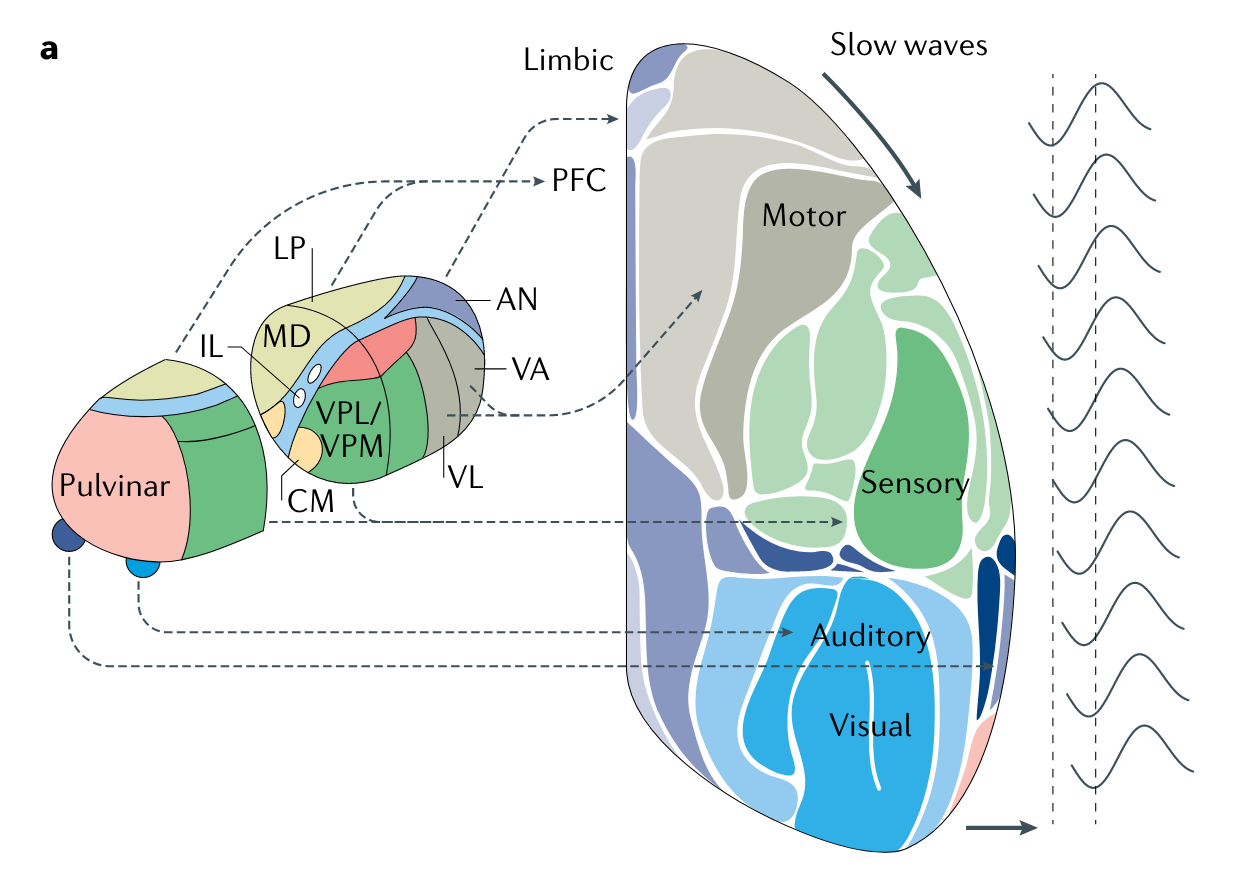 a
Limbic
Slow waves
PFC
Motor
LP
AN
MD
IL
VA
VPL/
VPM
VL
Pulvinar
CM
Sensory
Auditory
Visual